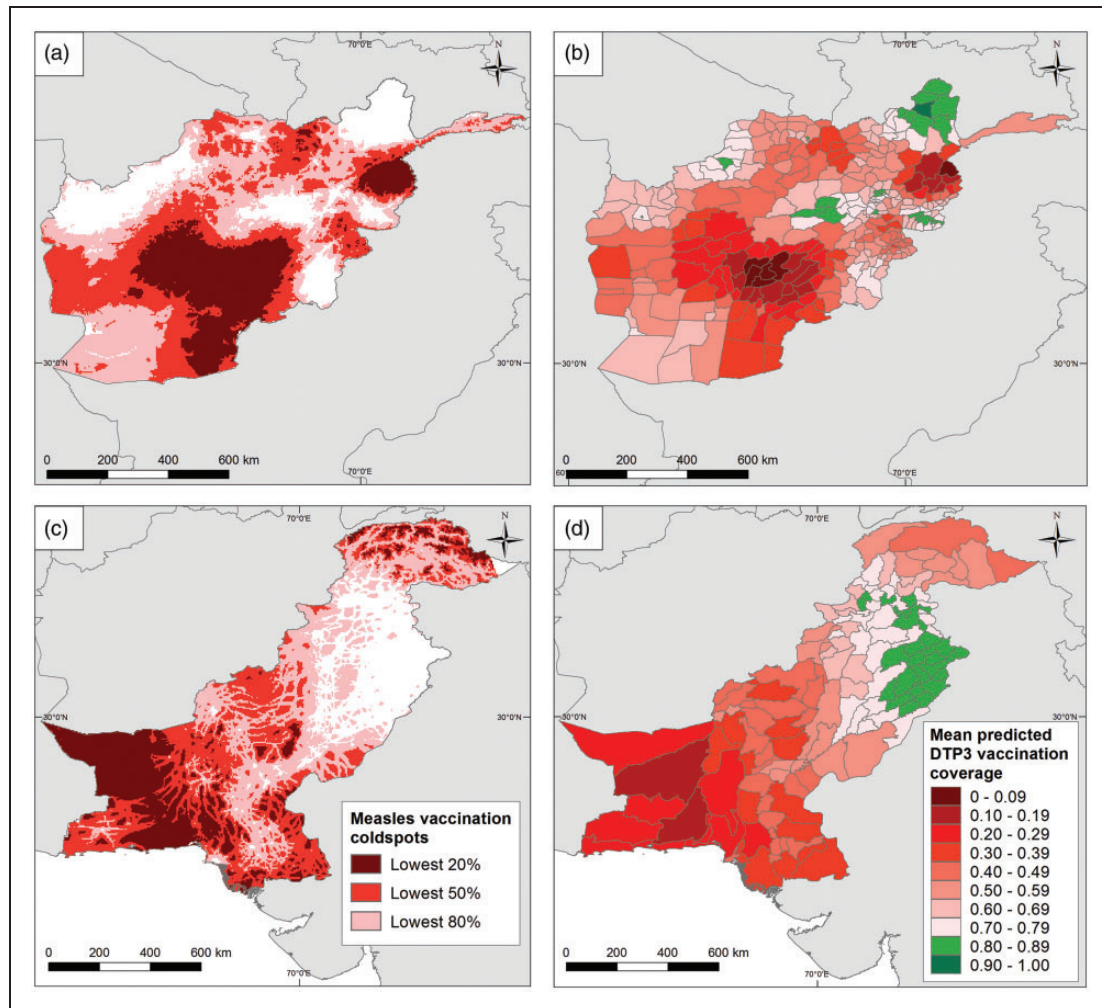 (a)
70°0'E
N
30°0'N
30°0'N
0 200 400 600 km
70°0'E
(b)
70°0'E
N
30°0'N
30°0'N
0 200 400 600 km
60
70°0'E
(c)
70°0'E
N
30°0'N
30°0'N
Measles vaccination
coldspots
Lowest 20%
Lowest 50%
Lowest 80%
0 200 400 600 km
70°0'E
(d)
70°0'E
N
30°0'N
30°0'N
Mean predicted
DTP3 vaccination
coverage
0 - 0.09
0.10 - 0.19
0.20 - 0.29
0.30 - 0.39
0.40 - 0.49
0.50 - 0.59
0.60 - 0.69
0.70 - 0.79
0.80 - 0.89
0.90 - 1.00
0 200 400 600 km
70°0'E